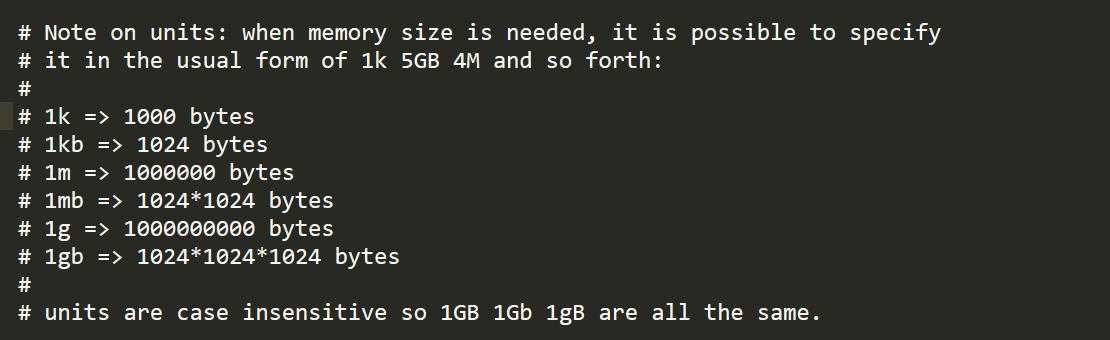 # Note on units: when memory size is needed, it is possible to specify
# it in the usual form of 1k 5GB 4M and so forth:
#
# 1k => 1000 bytes
# 1kb => 1024 bytes
# 1m => 1000000 bytes
# 1mb => 1024*1024 bytes
# 1g => 1000000000 bytes
# 1gb => 1024*1024*1024 bytes
#
# units are case insensitive so 1GB 1Gb 1gB are all the same.